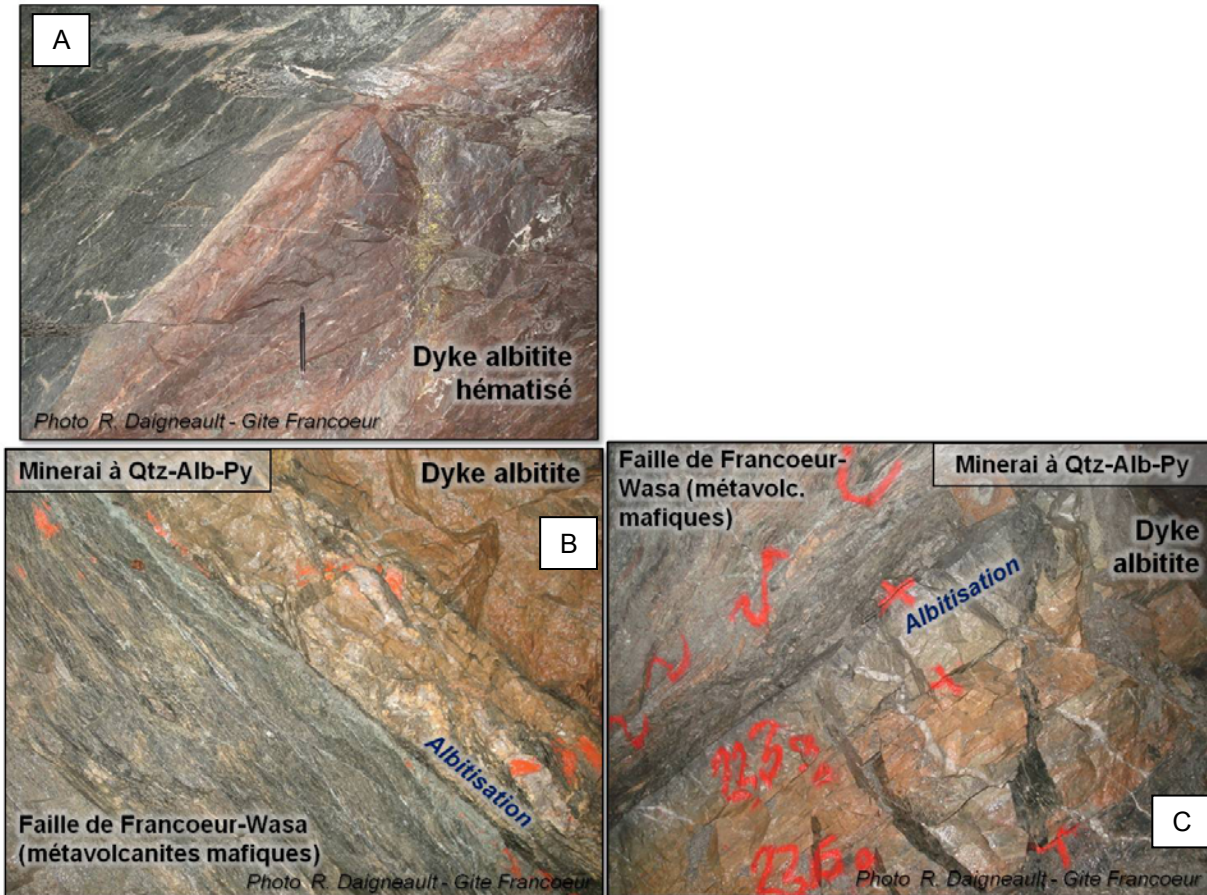 A
Dyke albitite
hématisé
Photo R. Daigneault - Gite Francoeur
Minerai à Qtz-Alb-Py
Dyke albitite
B
Albitisation
Faille de Francoeur-Wasa
(métavolcanites mafiques)
Photo R. Daigneault - Gite Francoeur
Faille de Francoeur-
Wasa (métavolc.
mafiques)
Minerai à Qtz-Alb-Py
Dyke
albitite
Albitisation
C
Photo R. Daigneault - Gite Francoeur